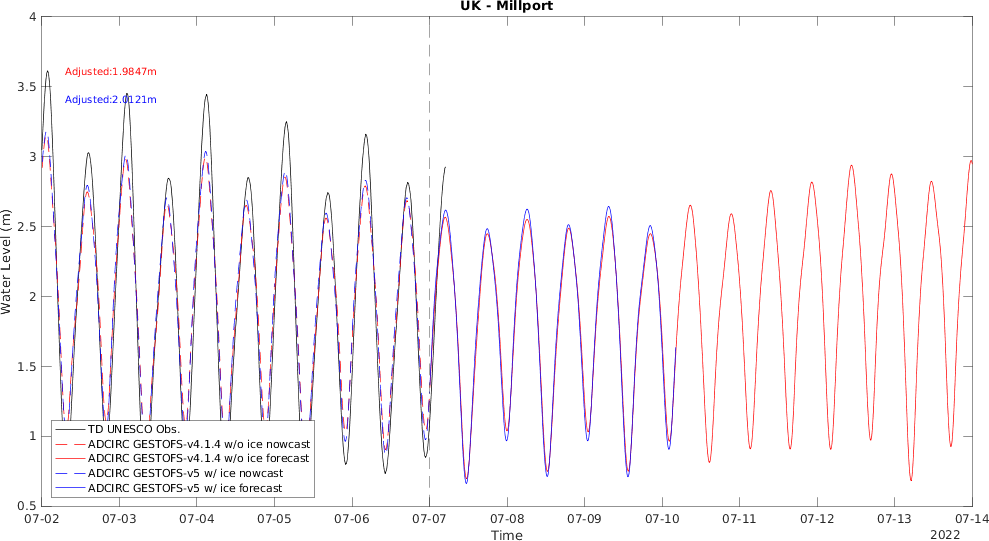 UK - Millport
4
3.5
3
2.5
2
1.5
1
0.5
Water Level (m)
Adjusted:1.9847m
Adjusted:2.0121m
TD UNESCO Obs.
ADCIRC GESTOFS-v4.1.4 w/o ice nowcast
ADCIRC GESTOFS-v4.1.4 w/o ice forecast
ADCIRC GESTOFS-v5 w/ ice nowcast
ADCIRC GESTOFS-v5 w/ ice forecast
07-02 07-03 07-04 07-05 07-06 07-07 07-08 07-09 07-10 07-11 07-12 07-13 07-14
Time
2022